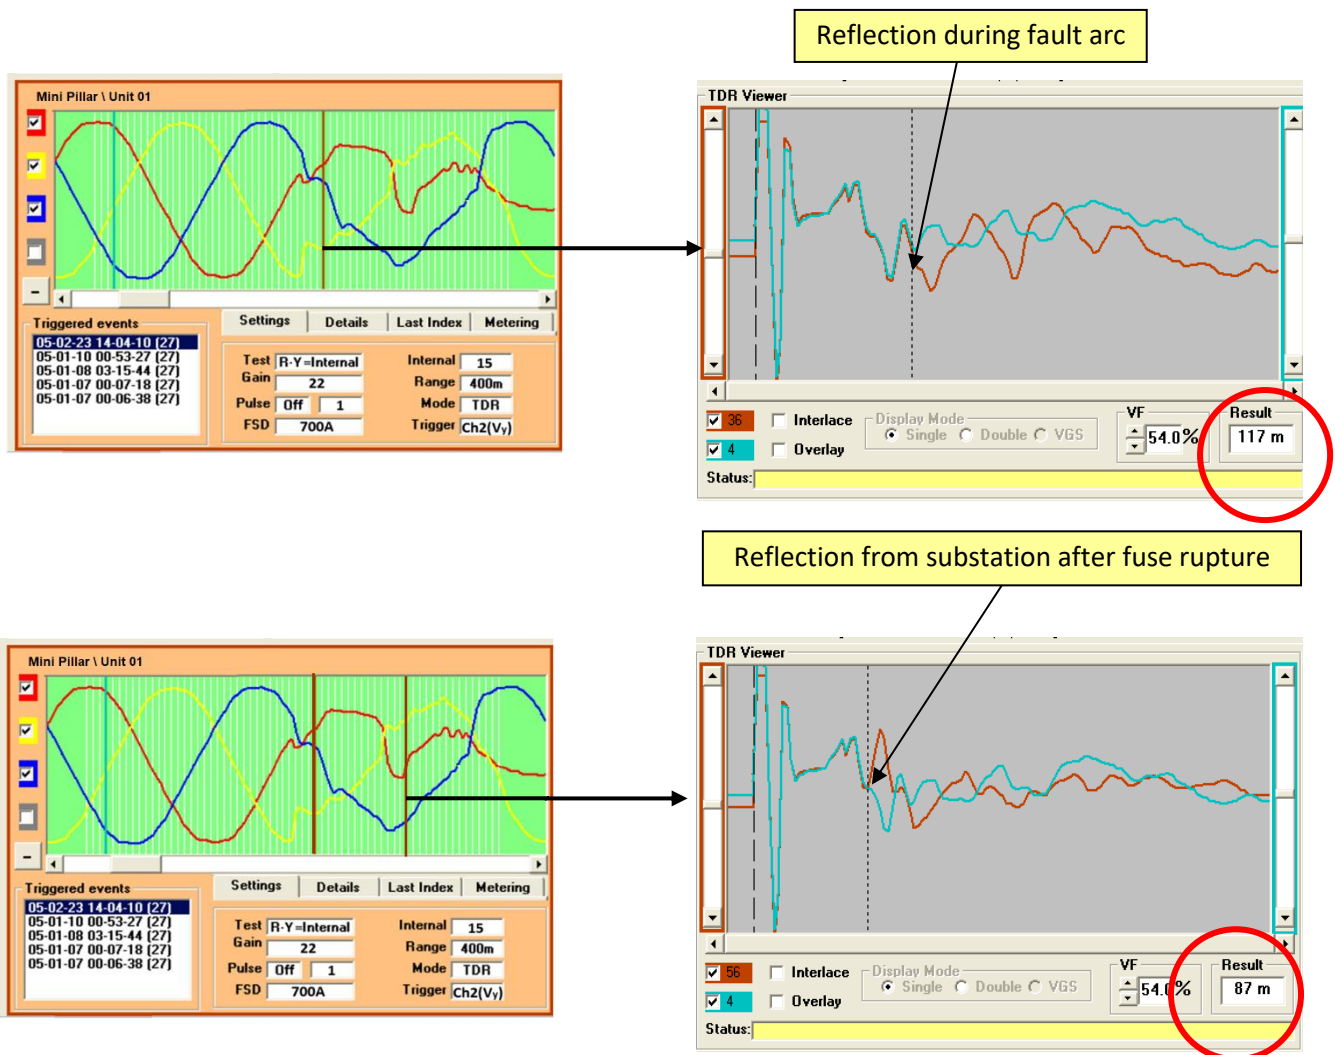 Reflection during fault arc
Mini Pillar \ Unit 01
Triggered events
05-02-23 14-04-10 (27)
05-01-10 00-53-27 (27)
05-01-08 03-15-44 (27)
05-01-07 00-07-18 (27)
05-01-07 00-06-38 (27)
Settings Details Last Index Metering
Test R-Y=Internal Internal 15
Gain 22 Range 400m
Pulse Off 1 Mode TDR
FSD 700A Trigger Ch2(Vy)
TDR Viewer
36 Interlace Display Mode VF Result
Single Double VGS 54.0% 117 m
4 Overlay
Status:
Reflection from substation after fuse rupture
Mini Pillar \ Unit 01
Triggered events
05-02-23 14-04-10 (27)
05-01-10 00-53-27 (27)
05-01-08 03-15-44 (27)
05-01-07 00-07-18 (27)
05-01-07 00-06-38 (27)
Settings Details Last Index Metering
Test R-Y=Internal Internal 15
Gain 22 Range 400m
Pulse Off 1 Mode TDR
FSD 700A Trigger Ch2(Vy)
TDR Viewer
56 Interlace Display Mode VF Result
Single Double VGS 54.0% 87 m
4 Overlay
Status: